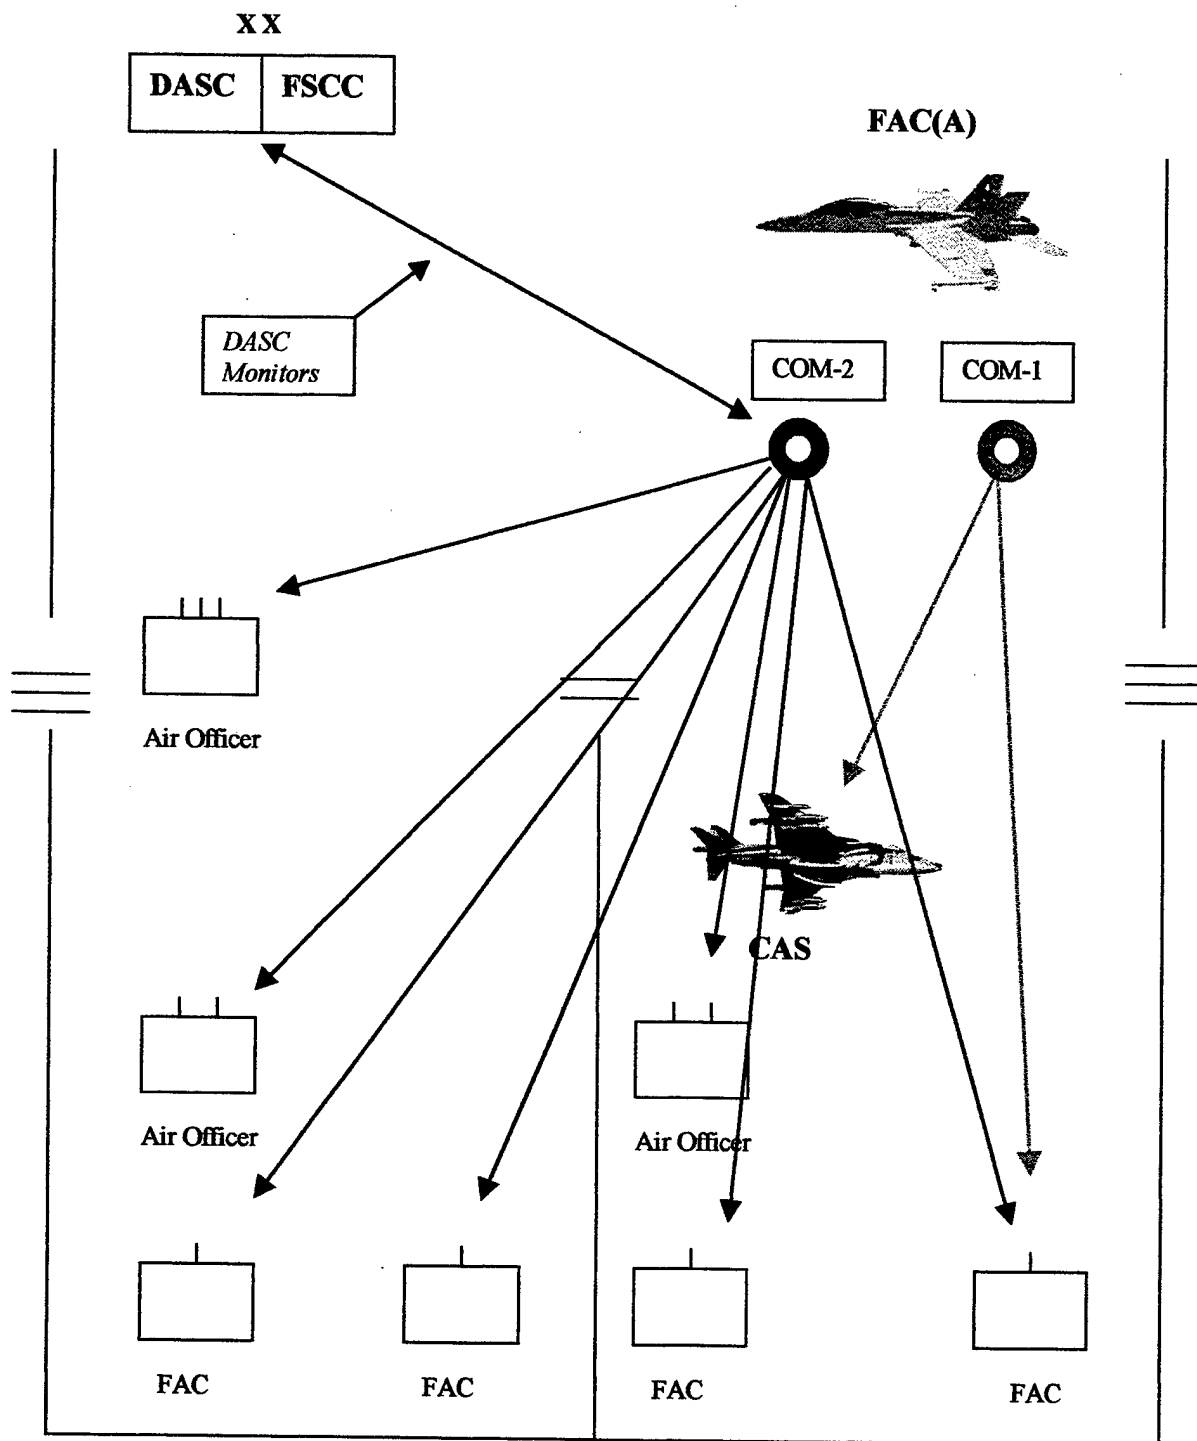 XX
DASC FSCC
FAC(A)
DASC
Monitors
COM-2
COM-1
Air Officer
CAS
Air Officer
Air Officer
FAC
FAC
FAC
FAC